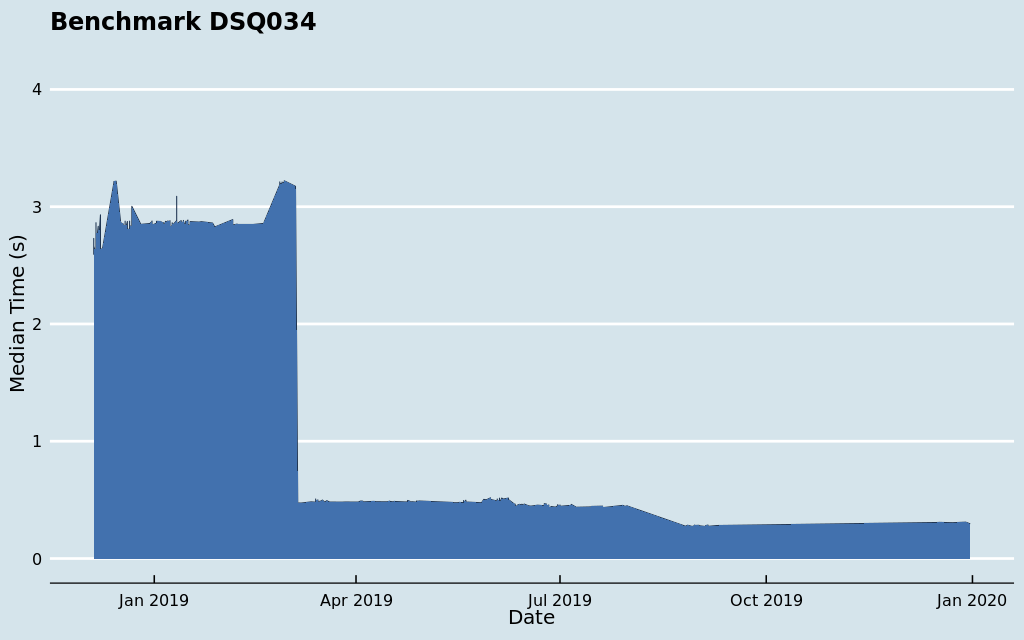 Benchmark DSQ034
Median Time (s)
4
3
2
1
0
Jan 2019
Apr 2019
Jul 2019
Oct 2019
Jan 2020
Date